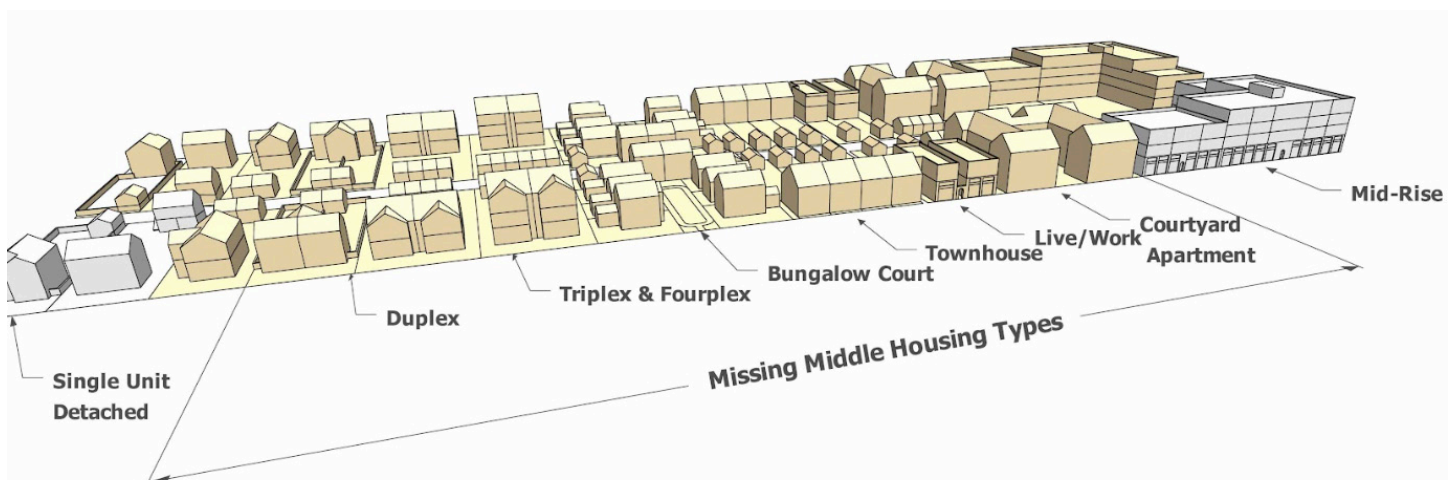 Single Unit
Detached
Duplex
Triplex & Fourplex
Bungalow Court
Townhouse
Live/Work
Courtyard
Apartment
Mid-Rise
Missing Middle Housing Types